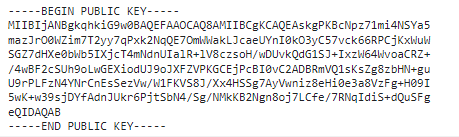 -----BEGIN PUBLIC KEY-----
MIIBIjANBgkqhkiG9w0BAQEFAAOCAQ8AMIIBCgKCAQEAskgPKBcNpz71mi4NSYa5
mazJrO0WZim7T2yy7qPxk2NqQE7OmWWakLJcaeUYnI0kO3yC57vck66RPCjKxWuW
SGZ7dHXe0bWb5IXjcT4mNdnUIalR+lV8czsoH/wDUvkQdG1SJ+IxzW64WvoaCRZ+
/4wBF2cSUh9oLwGEXiodUJ9oJXFZVPKGCEjPcBI0vC2ADBRmVQ1sKsZg8zbHN+gu
U9rPLFzN4YNrCnEsSezVw/W1FKVS8J/Xx4HSSg7AyVwniz8eHi0e3a8VzFg+H09I
5wK+w39sjDYfAdnJUkr6PjtSbN4/Sg/NMkKB2Ngn8oj7LCfe/7RNqIdiS+dQuSFg
eQIDAQAB
-----END PUBLIC KEY-----